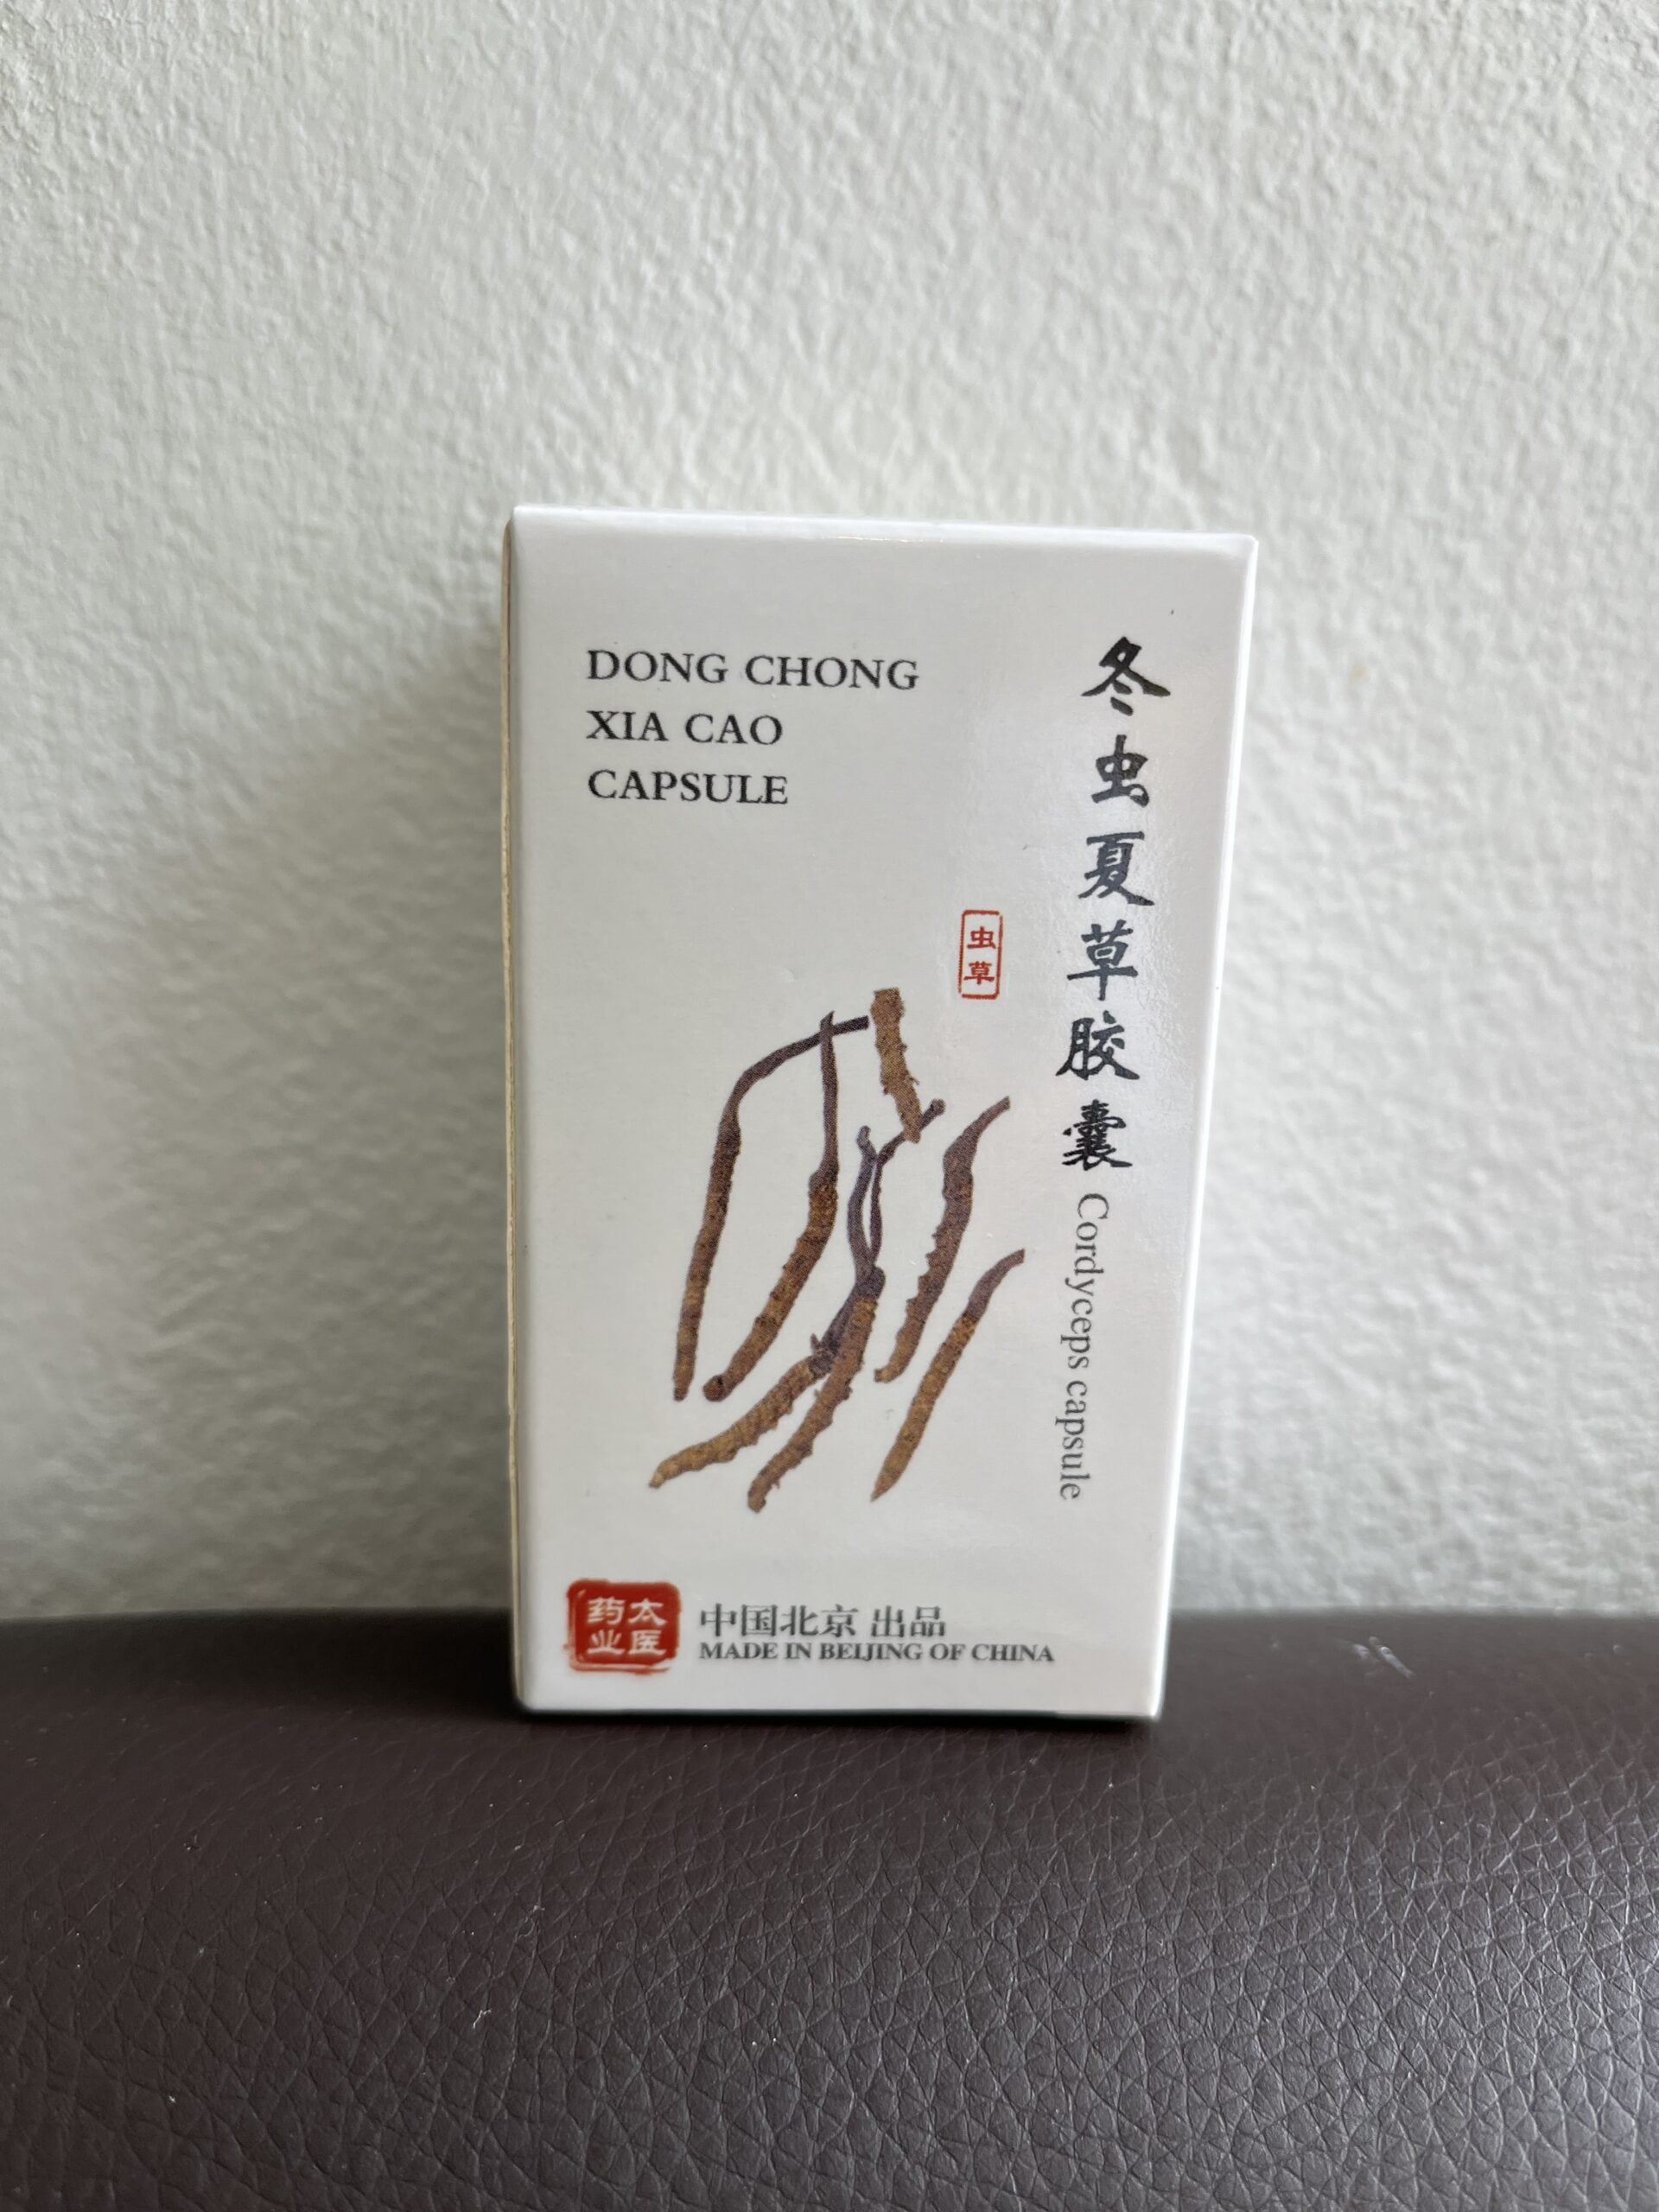 DONG CHONG
XIA CAO
CAPSULE
冬虫夏草胶囊
Cordyceps capsule
虫草
太医
药业
中国北京 出品
MADE IN BEIJING OF CHINA